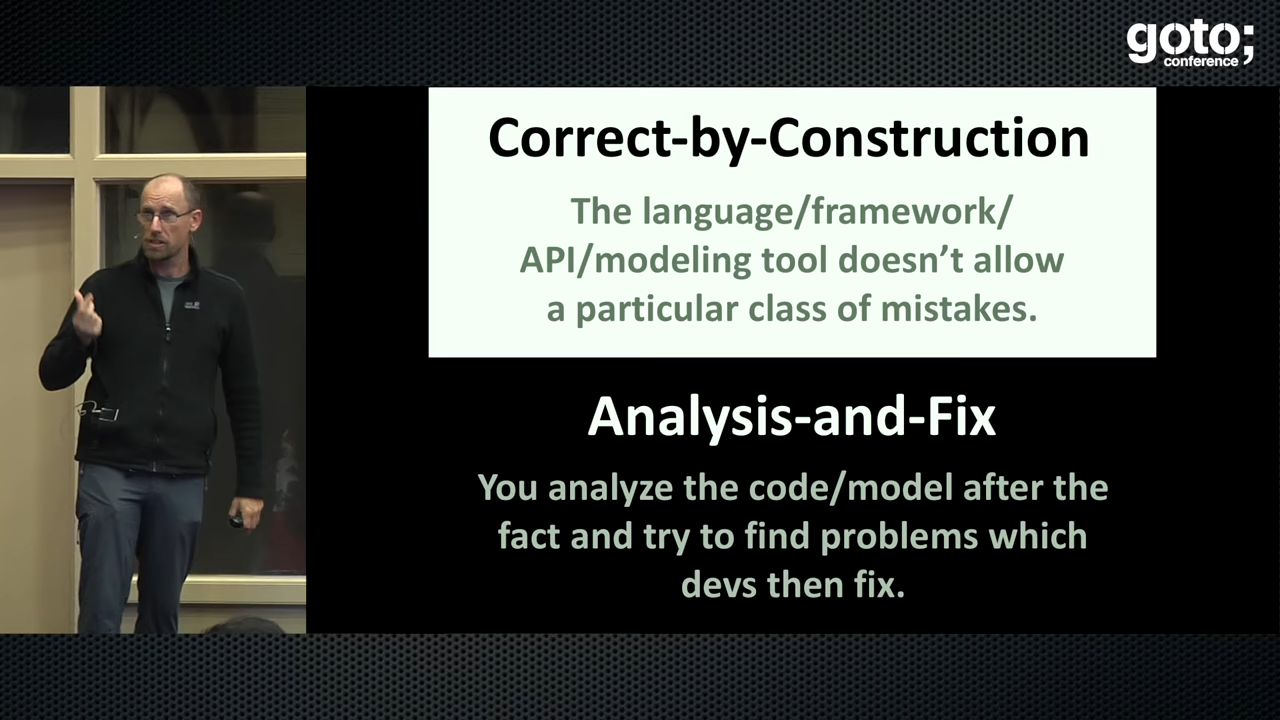 goto;
conference
Correct-by-Construction
The language/framework/
API/modeling tool doesn’t allow
a particular class of mistakes.
Analysis-and-Fix
You analyze the code/model after the
fact and try to find problems which
devs then fix.